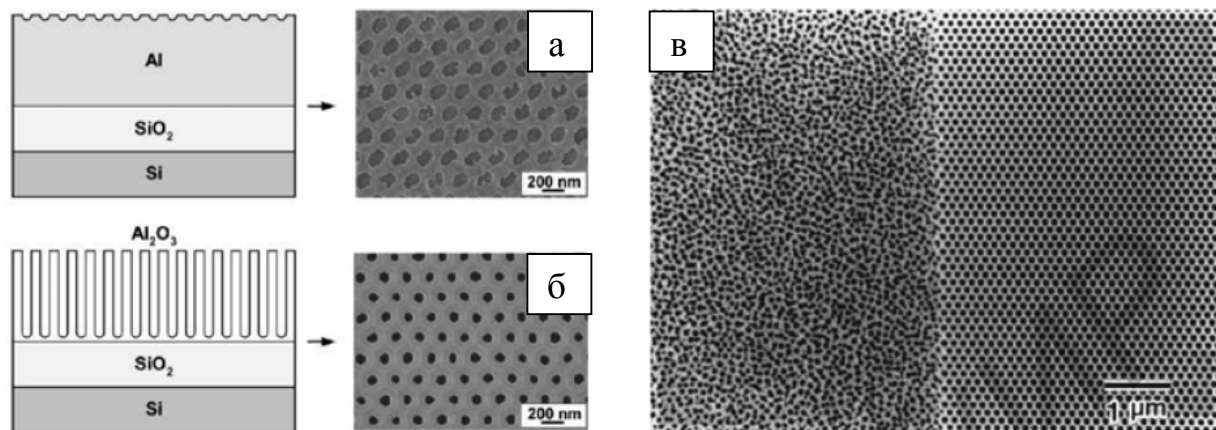 Al
SiO2
Si
а
200 nm
Al2O3
SiO2
Si
б
200 nm
в
1 μm